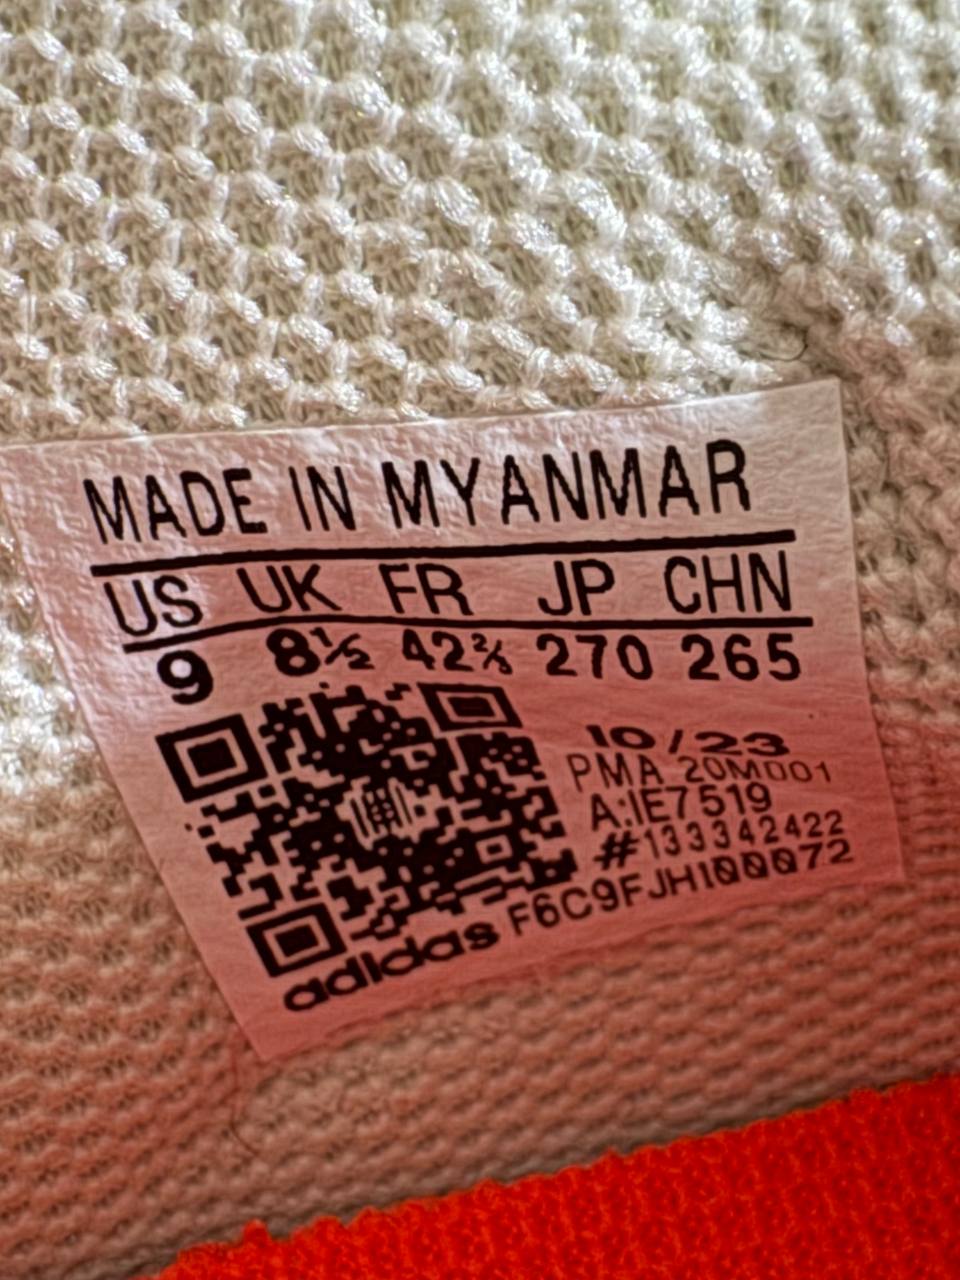 MADE IN MYANMAR
US UK FR JP CHN
9 8½ 42⅔ 270 265
10/23
PMA 20M001
A:IE7519
#133342422
adidas F6C9FJH100072